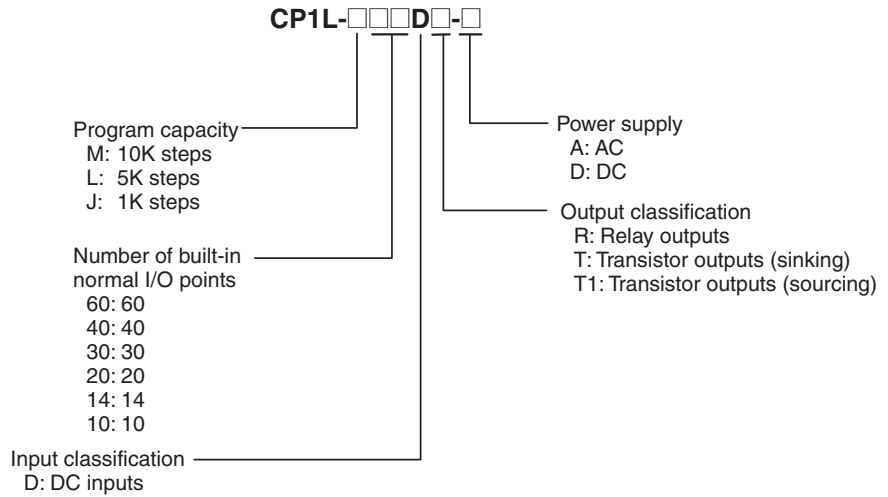 CP1L-□□□D□-□
Program capacity
M: 10K steps
L: 5K steps
J: 1K steps
Number of built-in
normal I/O points
60: 60
40: 40
30: 30
20: 20
14: 14
10: 10
Input classification
D: DC inputs
Power supply
A: AC
D: DC
Output classification
R: Relay outputs
T: Transistor outputs (sinking)
T1: Transistor outputs (sourcing)